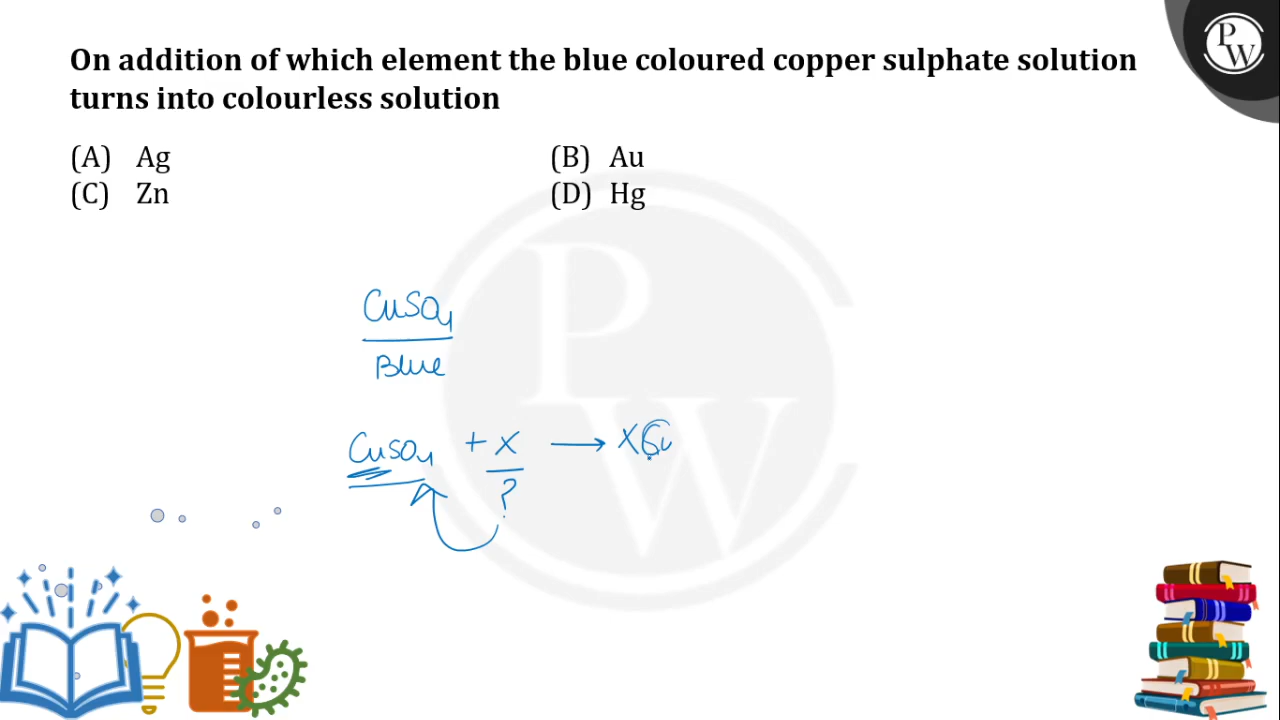 On addition of which element the blue coloured copper sulphate solution
turns into colourless solution
(A) Ag (B) Au
(C) Zn (D) Hg
CuSO4
Blue
CuSO4 + X → X
?
P
W